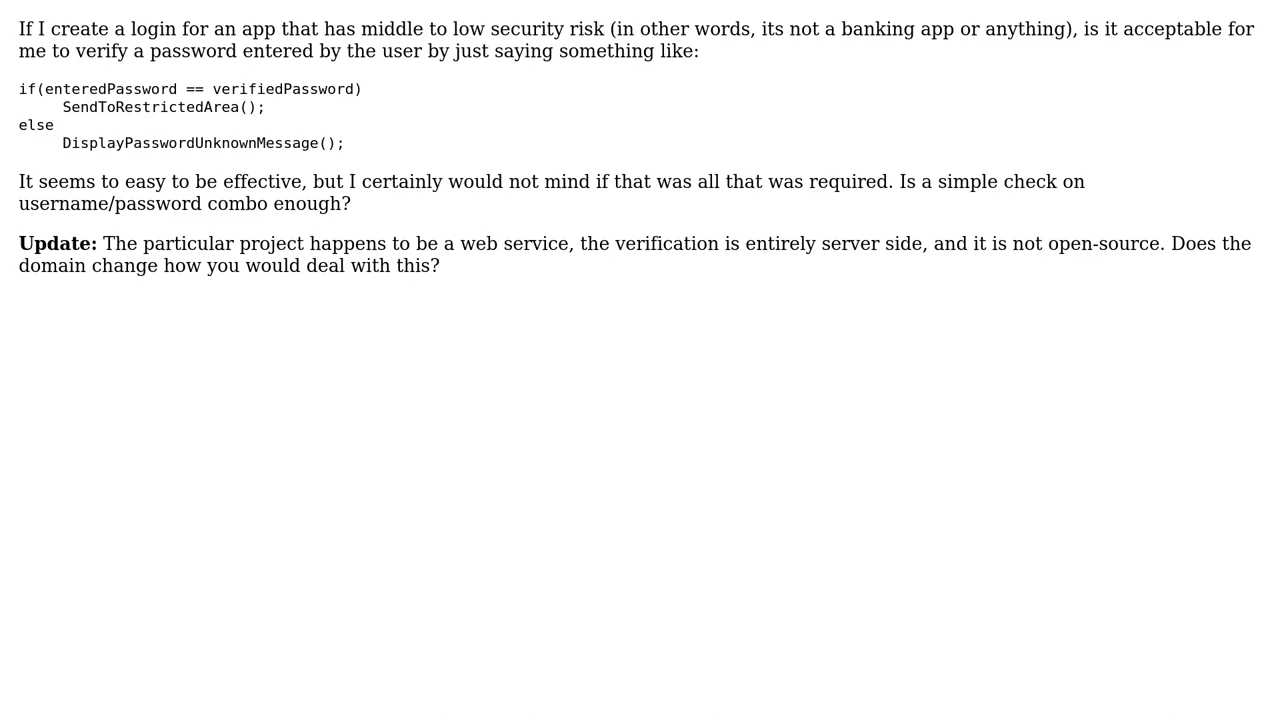 If I create a login for an app that has middle to low security risk (in other words, its not a banking app or anything), is it acceptable for
me to verify a password entered by the user by just saying something like:
if(enteredPassword == verifiedPassword)
     SendToRestrictedArea();
else
     DisplayPasswordUnknownMessage();
It seems to easy to be effective, but I certainly would not mind if that was all that was required. Is a simple check on
username/password combo enough?
Update: The particular project happens to be a web service, the verification is entirely server side, and it is not open-source. Does the
domain change how you would deal with this?